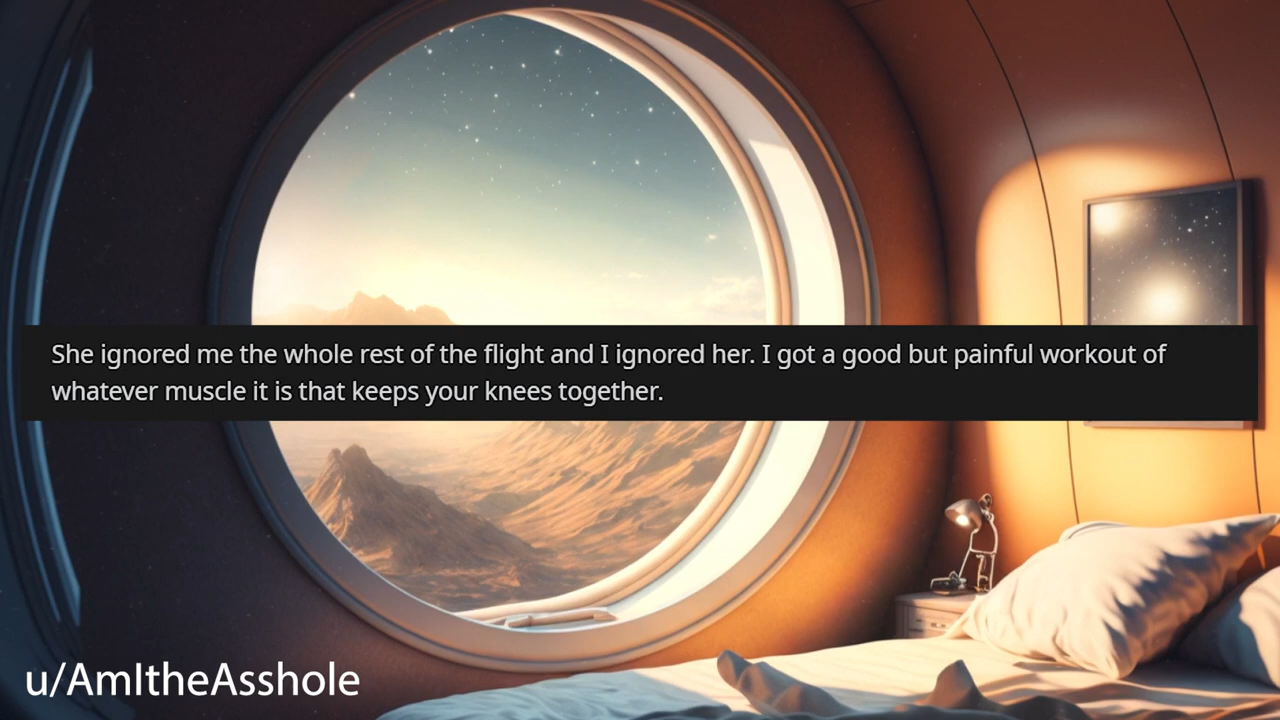 She ignored me the whole rest of the flight and I ignored her. I got a good but painful workout of
whatever muscle it is that keeps your knees together.
u/AmItheAsshole